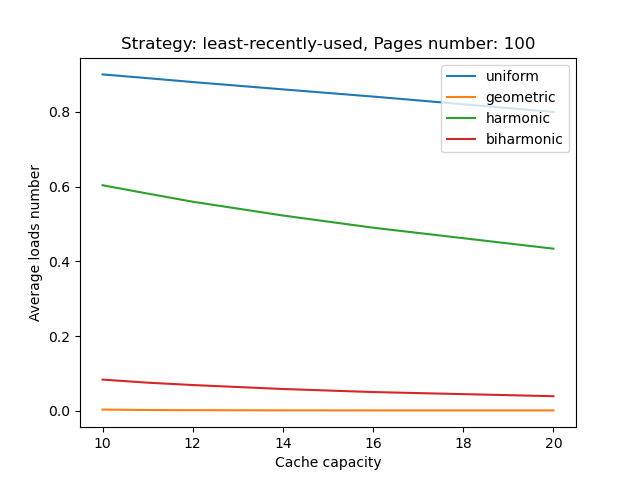 Strategy: least-recently-used, Pages number: 100
uniform
geometric
harmonic
biharmonic
Average loads number
0.8
0.6
0.4
0.2
0.0
10 12 14 16 18 20
Cache capacity